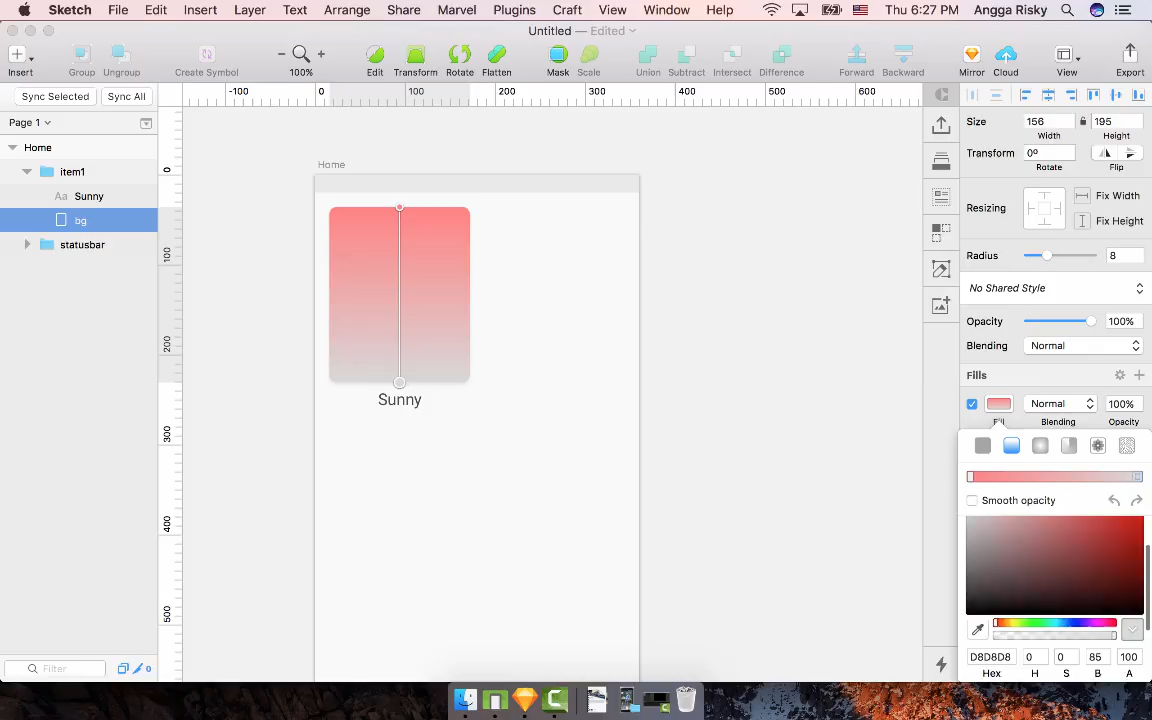 Sketch File Edit Insert Layer Text Arrange Share Marvel Plugins Craft View Window Help Thu 6:27 PM Angga Risky
Untitled — Edited
Insert Group Ungroup Create Symbol 100% Edit Transform Rotate Flatten Mask Scale Union Subtract Intersect Difference Forward Backward Mirror Cloud View Export
Sync Selected Sync All
-100 0 100 200 300 400 500 600
Page 1
Size 156 195
Width Height
Home
Transform 0º
Rotate Flip
Home
item1
0
Aa Sunny
Resizing Fix Width
Fix Height
bg
statusbar
100
Radius 8
No Shared Style
Opacity 100%
200
Blending Normal
Fills
Sunny
Normal 100%
Fill Blending Opacity
300
Smooth opacity
400
500
D8D8D8 0 0 85 100
Hex H S B A
Filter 0